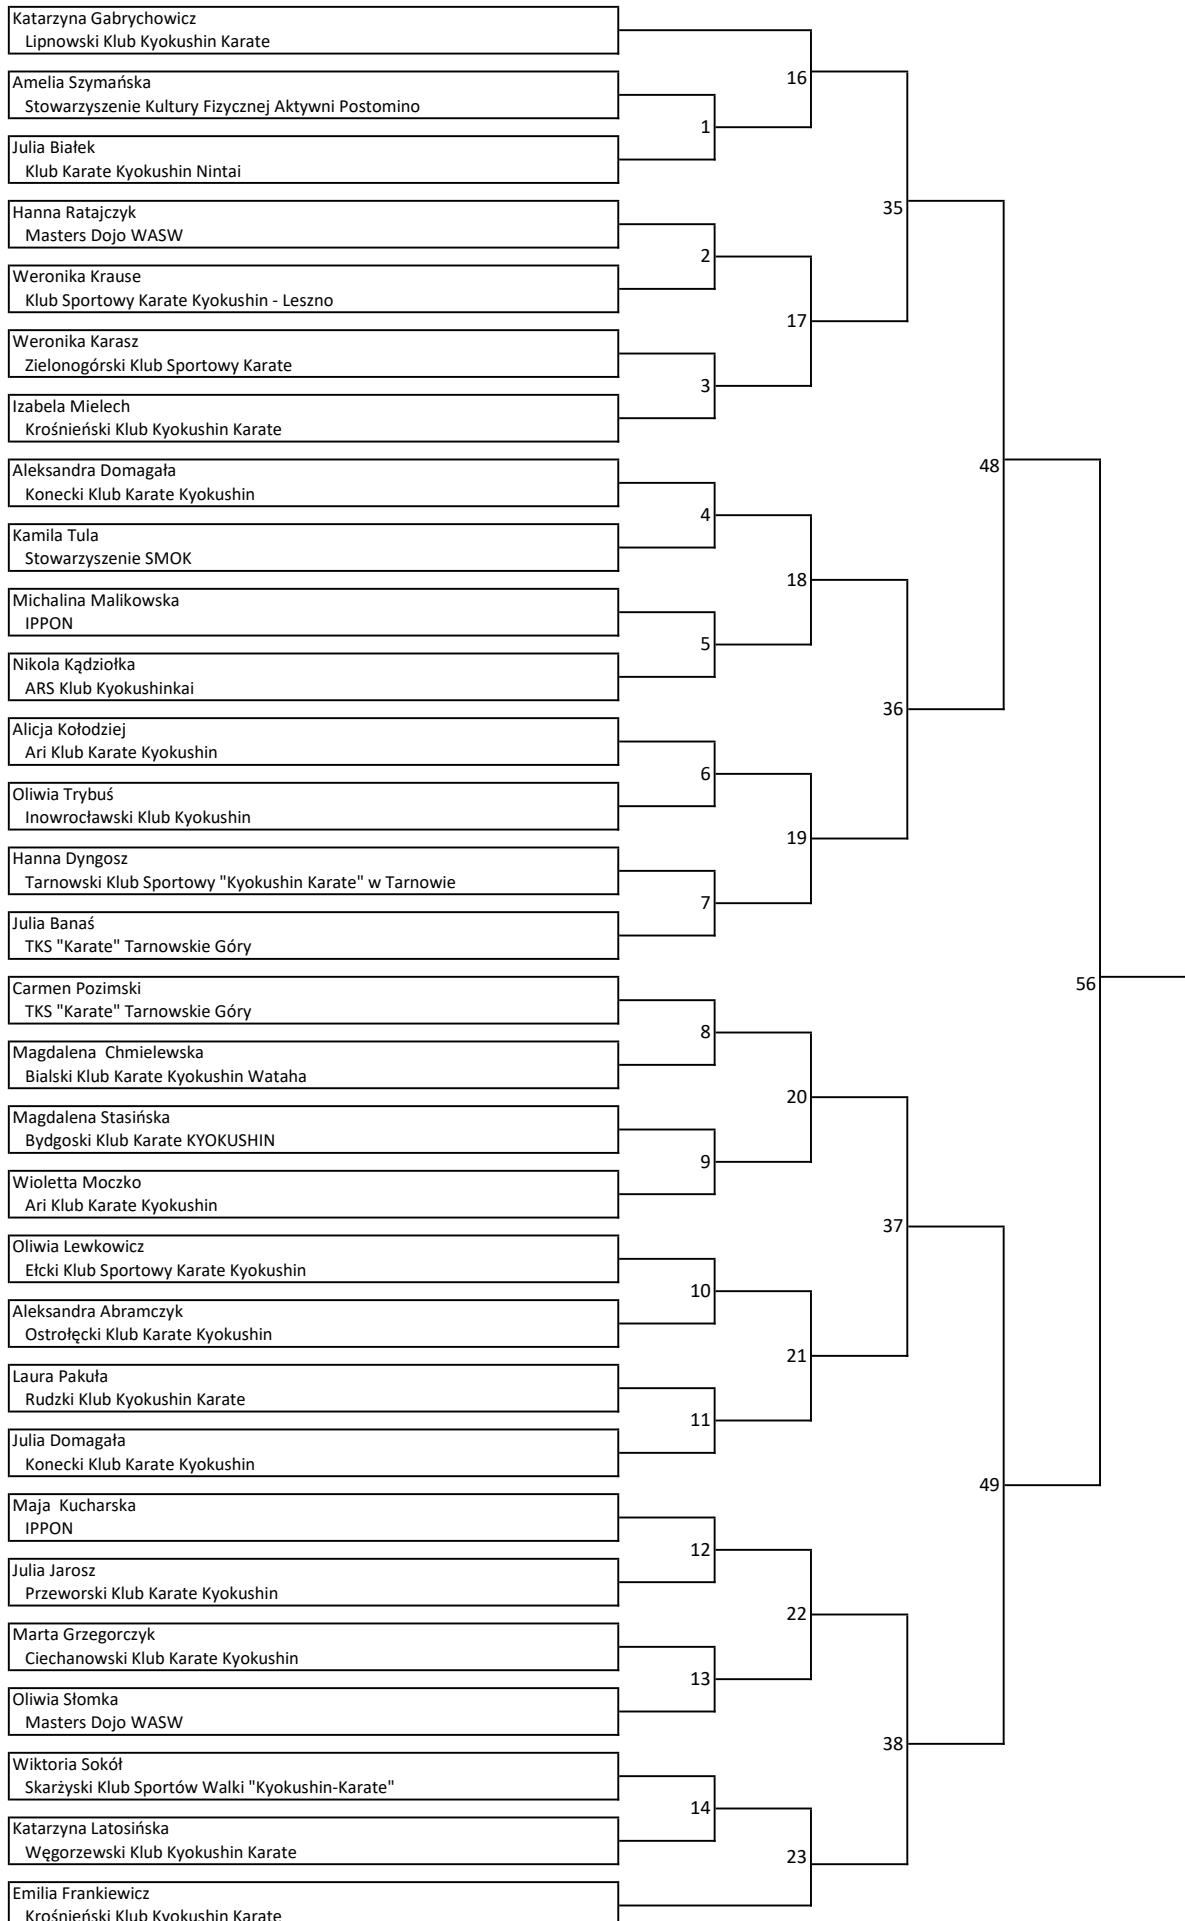 Katarzyna Gabrychowicz
Lipnowski Klub Kyokushin Karate
16
Amelia Szymańska
Stowarzyszenie Kultury Fizycznej Aktywni Postomino
1
Julia Białek
Klub Karate Kyokushin Nintai
35
Hanna Ratajczyk
Masters Dojo WASW
2
Weronika Krause
Klub Sportowy Karate Kyokushin - Leszno
17
Weronika Karasz
Zielonogórski Klub Sportowy Karate
3
Izabela Mielech
Krośnieński Klub Kyokushin Karate
48
Aleksandra Domagała
Konecki Klub Karate Kyokushin
4
Kamila Tula
Stowarzyszenie SMOK
18
Michalina Malikowska
IPPON
5
Nikola Kądziołka
ARS Klub Kyokushinkai
36
Alicja Kołodziej
Ari Klub Karate Kyokushin
6
Oliwia Trybuś
Inowrocławski Klub Kyokushin
19
Hanna Dyngosz
Tarnowski Klub Sportowy "Kyokushin Karate" w Tarnowie
7
Julia Banaś
TKS "Karate" Tarnowskie Góry
56
Carmen Pozimski
TKS "Karate" Tarnowskie Góry
8
Magdalena  Chmielewska
Bialski Klub Karate Kyokushin Wataha
20
Magdalena Stasińska
Bydgoski Klub Karate KYOKUSHIN
9
Wioletta Moczko
Ari Klub Karate Kyokushin
37
Oliwia Lewkowicz
Ełcki Klub Sportowy Karate Kyokushin
10
Aleksandra Abramczyk
Ostrołęcki Klub Karate Kyokushin
21
Laura Pakuła
Rudzki Klub Kyokushin Karate
11
Julia Domagała
Konecki Klub Karate Kyokushin
49
Maja  Kucharska
IPPON
12
Julia Jarosz
Przeworski Klub Karate Kyokushin
22
Marta Grzegorczyk
Ciechanowski Klub Karate Kyokushin
13
Oliwia Słomka
Masters Dojo WASW
38
Wiktoria Sokół
Skarżyski Klub Sportów Walki "Kyokushin-Karate"
14
Katarzyna Latosińska
Węgorzewski Klub Kyokushin Karate
23
Emilia Frankiewicz
Krośnieński Klub Kyokushin Karate